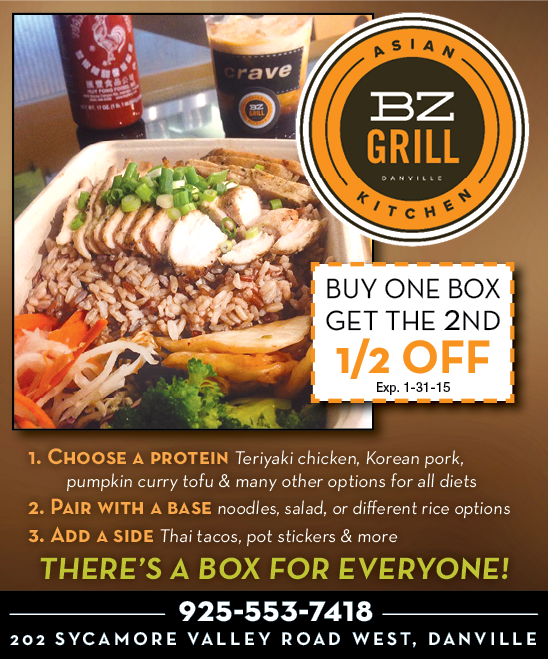 crave
BZ
ASIAN
BZ
GRILL
DANVILLE
KITCHEN
BUY ONE BOX
GET THE 2ND
1/2 OFF
Exp. 1-31-15
1. CHOOSE A PROTEIN Teriyaki chicken, Korean pork,
pumpkin curry tofu & many other options for all diets
2. PAIR WITH A BASE noodles, salad, or different rice options
3. ADD A SIDE Thai tacos, pot stickers & more
THERE'S A BOX FOR EVERYONE!
925-553-7418
202 SYCAMORE VALLEY ROAD WEST, DANVILLE